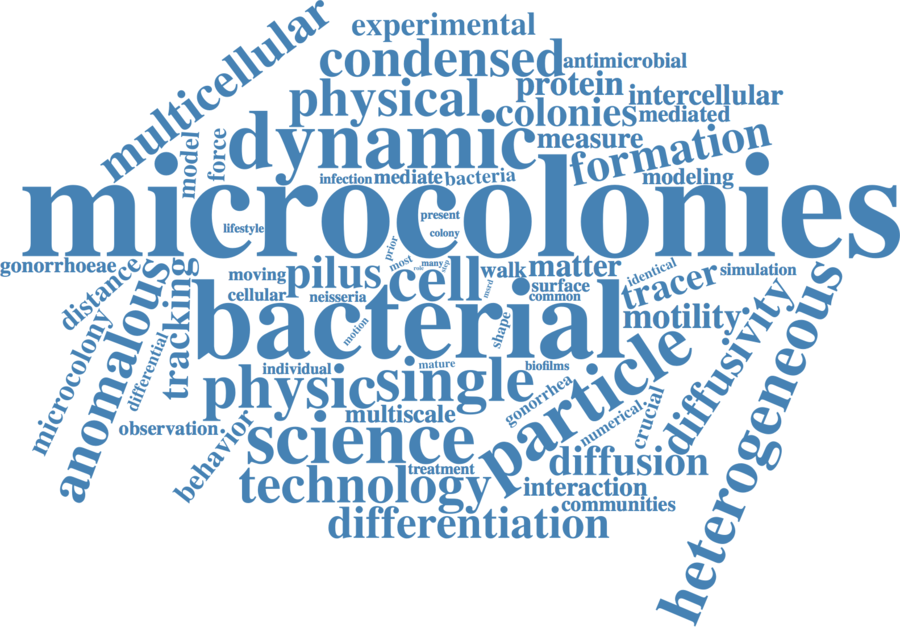 multicellular
experimental
condensed
antimicrobial
protein
physical
intercellular
colonies
mediated
dynamic
measure
formation
model
force
infection
mediate
bacteria
modeling
microcolonies
present
lifestyle
colony
prior
gonorrhoeae
distance
anomalous
tracking
moving
pilus
most
many
cell
walk
matter
identical
simulation
tracer
surface
common
cellular
neisseria
used
bacterial
motility
motion
shape
microcolony
differential
individual
mature
biofilms
particle
diffusivity
heterogeneous
physic
single
gonorrhea
multiscale
numerical
crucial
observation
behavior
science
treatment
diffusion
technology
interaction
communities
differentiation